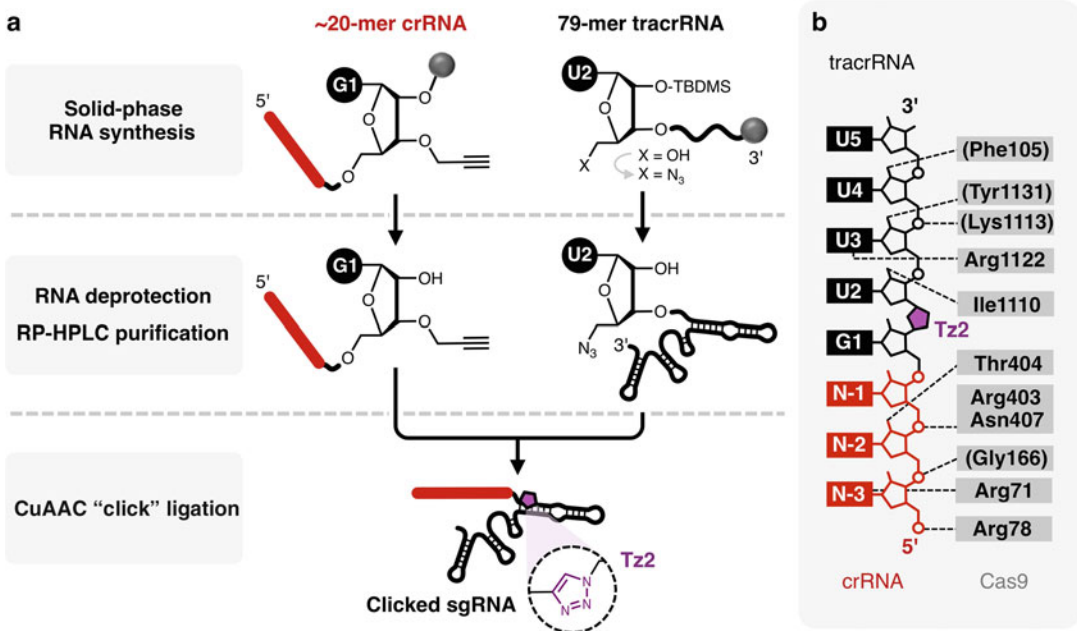 a
~20-mer crRNA
79-mer tracrRNA
Solid-phase
RNA synthesis
5'
G1
O
O
O
O
U2
O-TBDMS
O
O
X
X = OH
X = N₃
3'
RNA deprotection
RP-HPLC purification
5'
G1
OH
O
O
O
U2
OH
O
O
N₃
3'
CuAAC “click” ligation
Clicked sgRNA
Tz2
N
N
N
b
tracrRNA
3'
U5
(Phe105)
U4
(Tyr1131)
(Lys1113)
U3
Arg1122
U2
Ile1110
Tz2
G1
Thr404
N-1
Arg403
Asn407
N-2
(Gly166)
N-3
Arg71
Arg78
5'
crRNA
Cas9